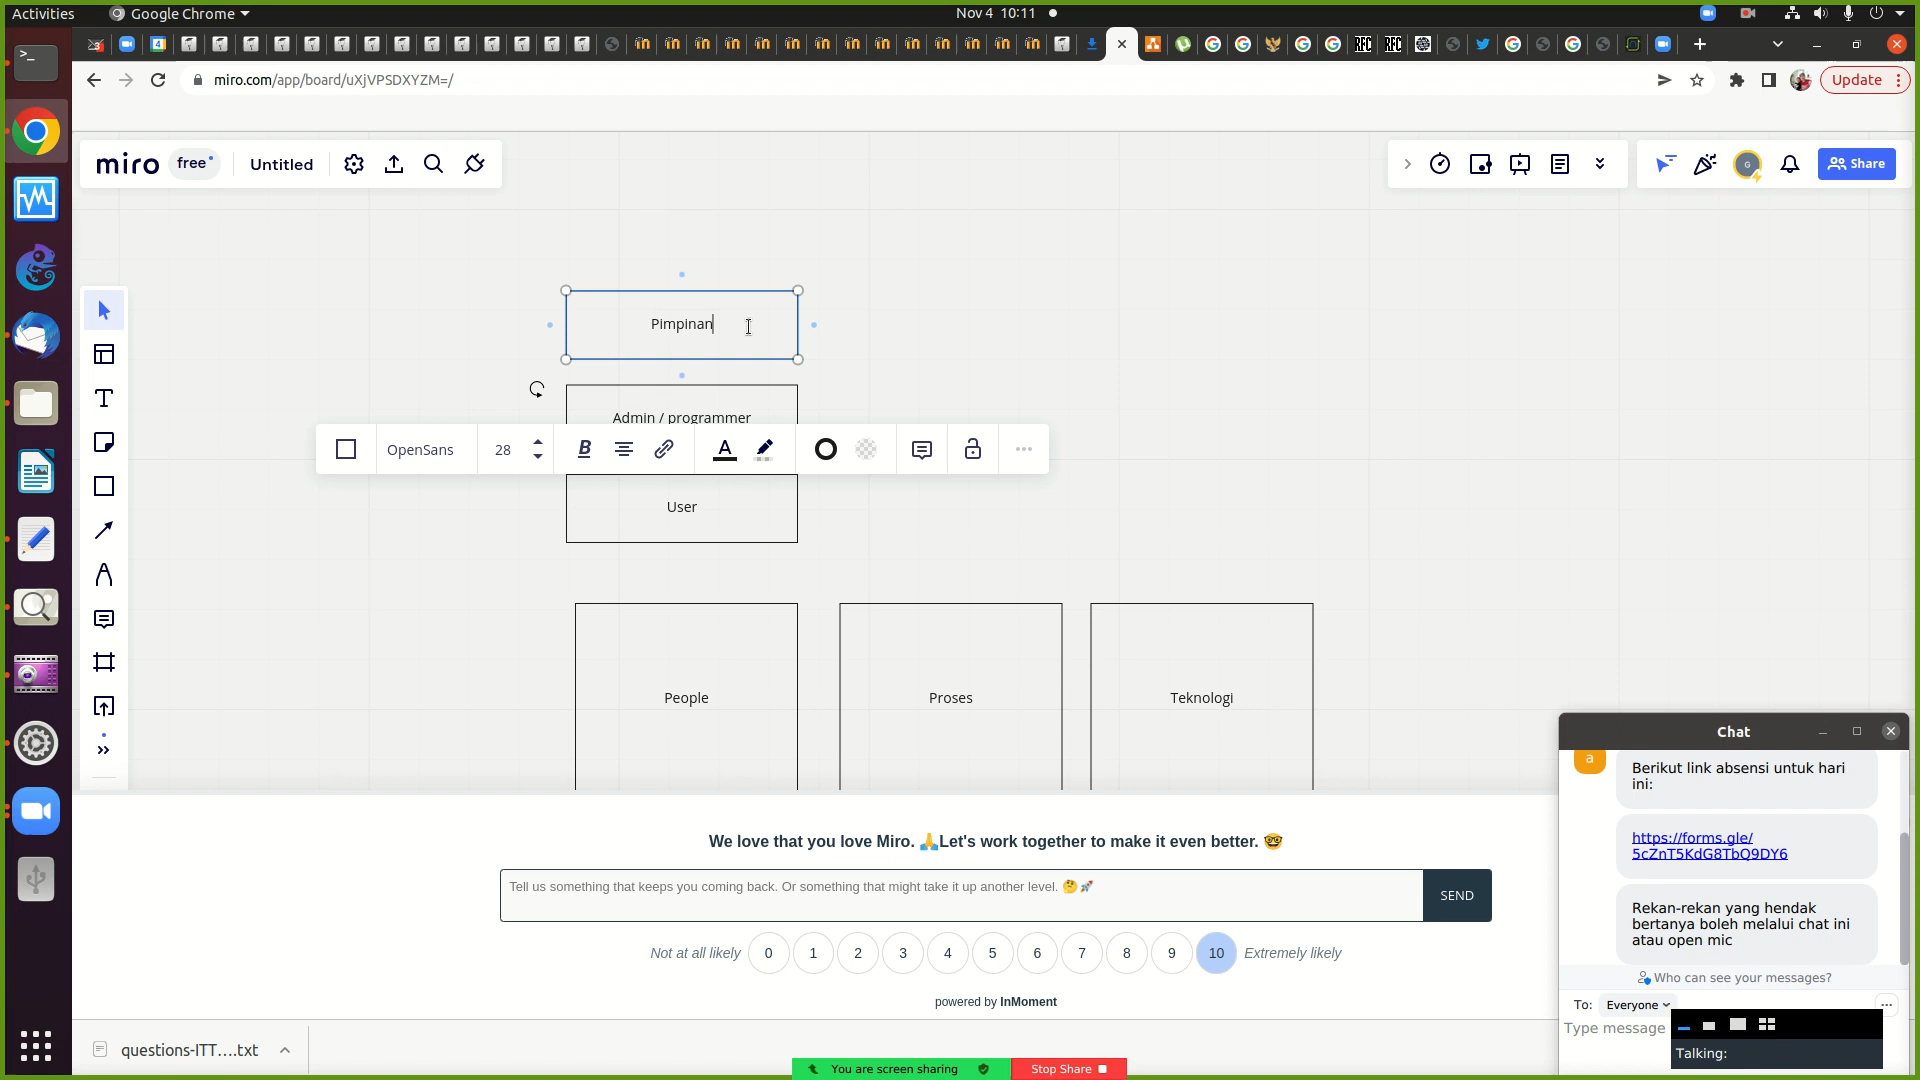 Activities
Google Chrome
Nov 4 10:11
miro.com/app/board/uXjVPSDXYZM=/
Update
miro
free
Untitled
Share
Pimpinan
Admin / programmer
OpenSans
28
B
A
User
People
Proses
Teknologi
Chat
a
Berikut link absensi untuk hari
ini:
https://forms.gle/
5cZnT5KdG8TbQ9DY6
Rekan-rekan yang hendak
bertanya boleh melalui chat ini
atau open mic
Who can see your messages?
To: Everyone
Type message
Talking:
We love that you love Miro. 🙏Let's work together to make it even better. 🤓
Tell us something that keeps you coming back. Or something that might take it up another level. 🤔🚀
SEND
Not at all likely 0 1 2 3 4 5 6 7 8 9 10 Extremely likely
powered by InMoment
questions-ITT....txt
You are screen sharing
Stop Share